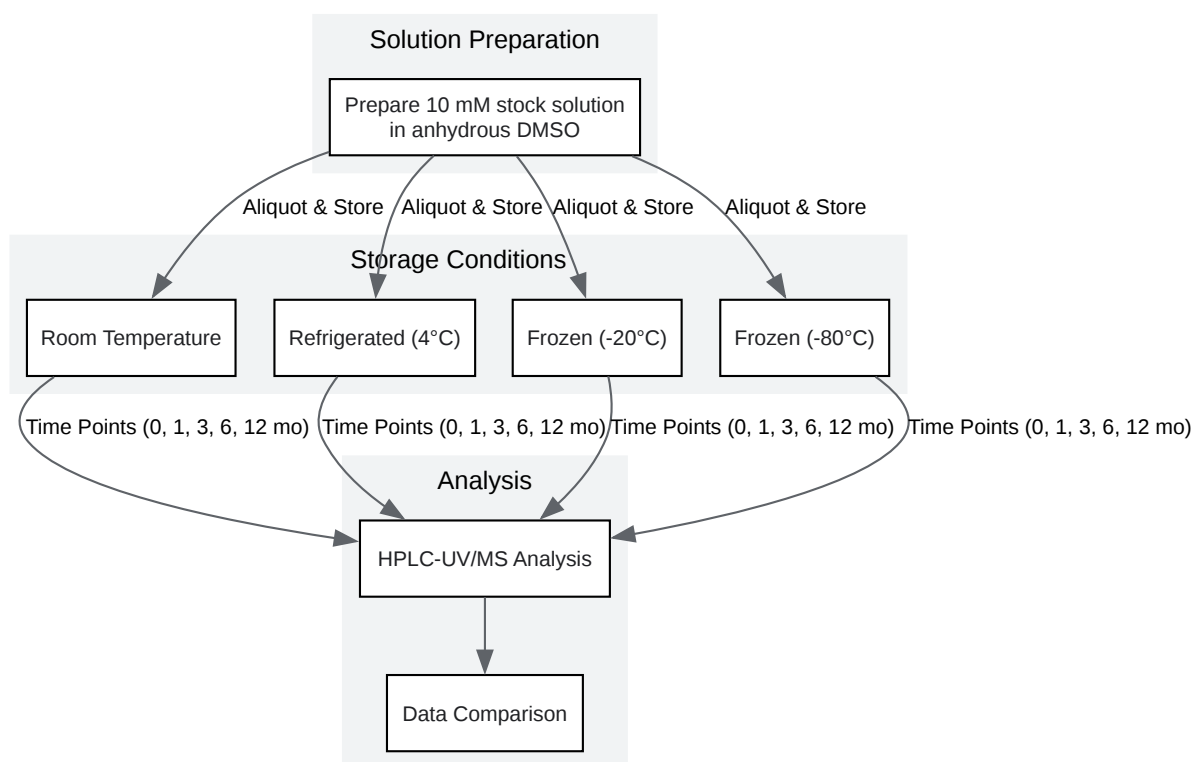 Solution Preparation
Prepare 10 mM stock solution
in anhydrous DMSO
Aliquot & Store
Aliquot & Store
Aliquot & Store
Aliquot & Store
Storage Conditions
Room Temperature
Refrigerated (4°C)
Frozen (-20°C)
Frozen (-80°C)
Time Points (0, 1, 3, 6, 12 mo)
Time Points (0, 1, 3, 6, 12 mo)
Time Points (0, 1, 3, 6, 12 mo)
Time Points (0, 1, 3, 6, 12 mo)
Analysis
HPLC-UV/MS Analysis
Data Comparison